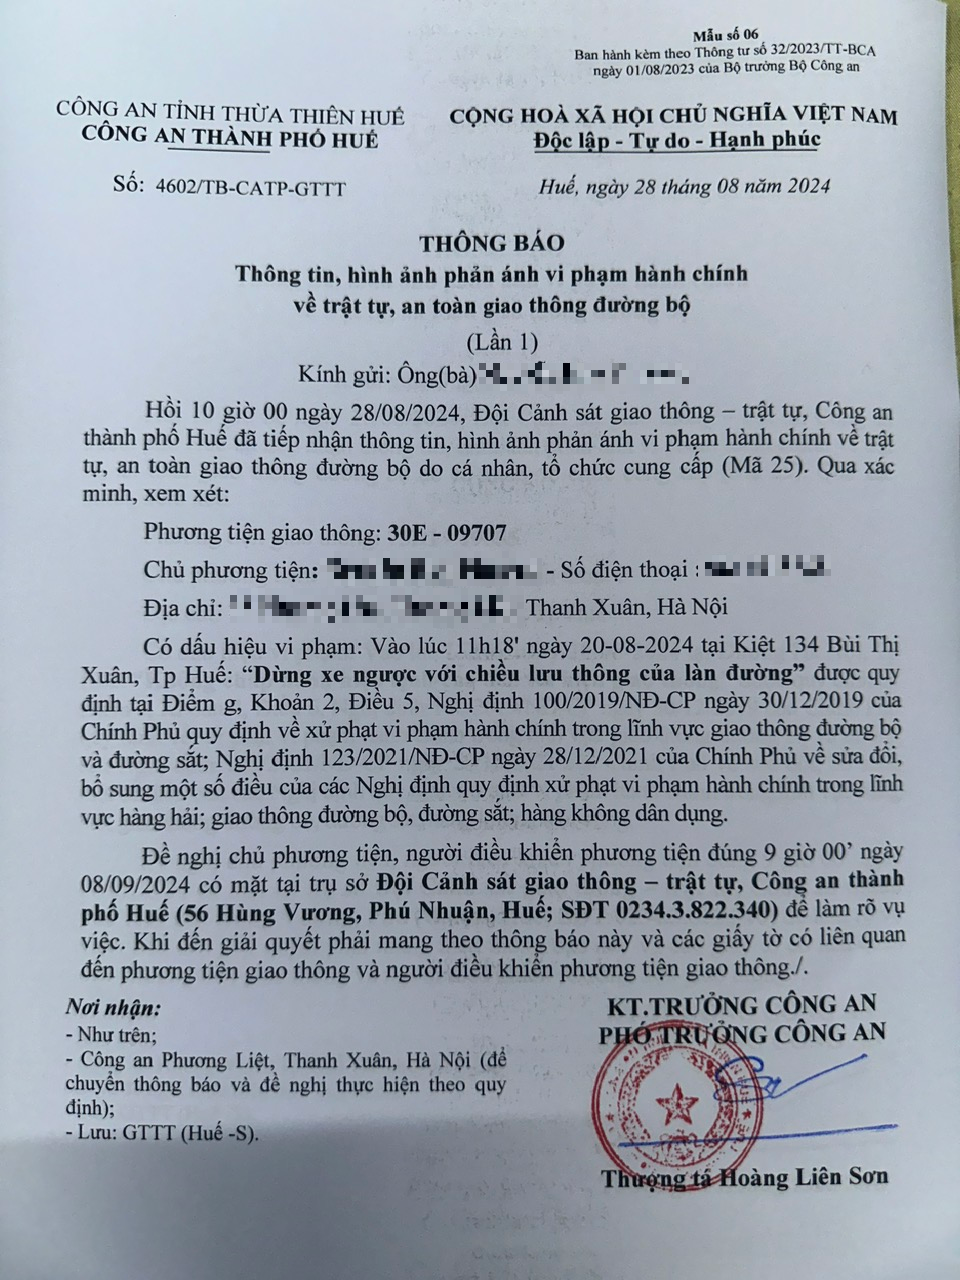 Mẫu số 06
Ban hành kèm theo Thông tư số 32/2023/TT-BCA
ngày 01/08/2023 của Bộ trưởng Bộ Công an
CÔNG AN TỈNH THỪA THIÊN HUẾ
CÔNG AN THÀNH PHỐ HUẾ
CỘNG HOÀ XÃ HỘI CHỦ NGHĨA VIỆT NAM
Độc lập - Tự do - Hạnh phúc
Số: 4602/TB-CATP-GTTT
Huế, ngày 28 tháng 08 năm 2024
THÔNG BÁO
Thông tin, hình ảnh phản ánh vi phạm hành chính
về trật tự, an toàn giao thông đường bộ
(Lần 1)
Kính gửi: Ông(bà)
Hồi 10 giờ 00 ngày 28/08/2024, Đội Cảnh sát giao thông – trật tự, Công an
thành phố Huế đã tiếp nhận thông tin, hình ảnh phản ánh vi phạm hành chính về trật
tự, an toàn giao thông đường bộ do cá nhân, tổ chức cung cấp (Mã 25). Qua xác
minh, xem xét:
Phương tiện giao thông: 30E - 09707
Chủ phương tiện: - Số điện thoại :
Địa chỉ: Thanh Xuân, Hà Nội
Có dấu hiệu vi phạm: Vào lúc 11h18' ngày 20-08-2024 tại Kiệt 134 Bùi Thị
Xuân, Tp Huế: “Dừng xe ngược với chiều lưu thông của làn đường” được quy
định tại Điểm g, Khoản 2, Điều 5, Nghị định 100/2019/NĐ-CP ngày 30/12/2019 của
Chính Phủ quy định về xử phạt vi phạm hành chính trong lĩnh vực giao thông đường bộ
và đường sắt; Nghị định 123/2021/NĐ-CP ngày 28/12/2021 của Chính Phủ về sửa đổi,
bổ sung một số điều của các Nghị định quy định xử phạt vi phạm hành chính trong lĩnh
vực hàng hải; giao thông đường bộ, đường sắt; hàng không dân dụng.
Đề nghị chủ phương tiện, người điều khiển phương tiện đúng 9 giờ 00’ ngày
08/09/2024 có mặt tại trụ sở Đội Cảnh sát giao thông – trật tự, Công an thành
phố Huế (56 Hùng Vương, Phú Nhuận, Huế; SĐT 0234.3.822.340) để làm rõ vụ
việc. Khi đến giải quyết phải mang theo thông báo này và các giấy tờ có liên quan
đến phương tiện giao thông và người điều khiển phương tiện giao thông./.
Nơi nhận:
- Như trên;
- Công an Phương Liệt, Thanh Xuân, Hà Nội (để
chuyển thông báo và đề nghị thực hiện theo quy
định);
- Lưu: GTTT (Huế -S).
KT.TRƯỞNG CÔNG AN
PHÓ TRƯỞNG CÔNG AN
Thượng tá Hoàng Liên Sơn